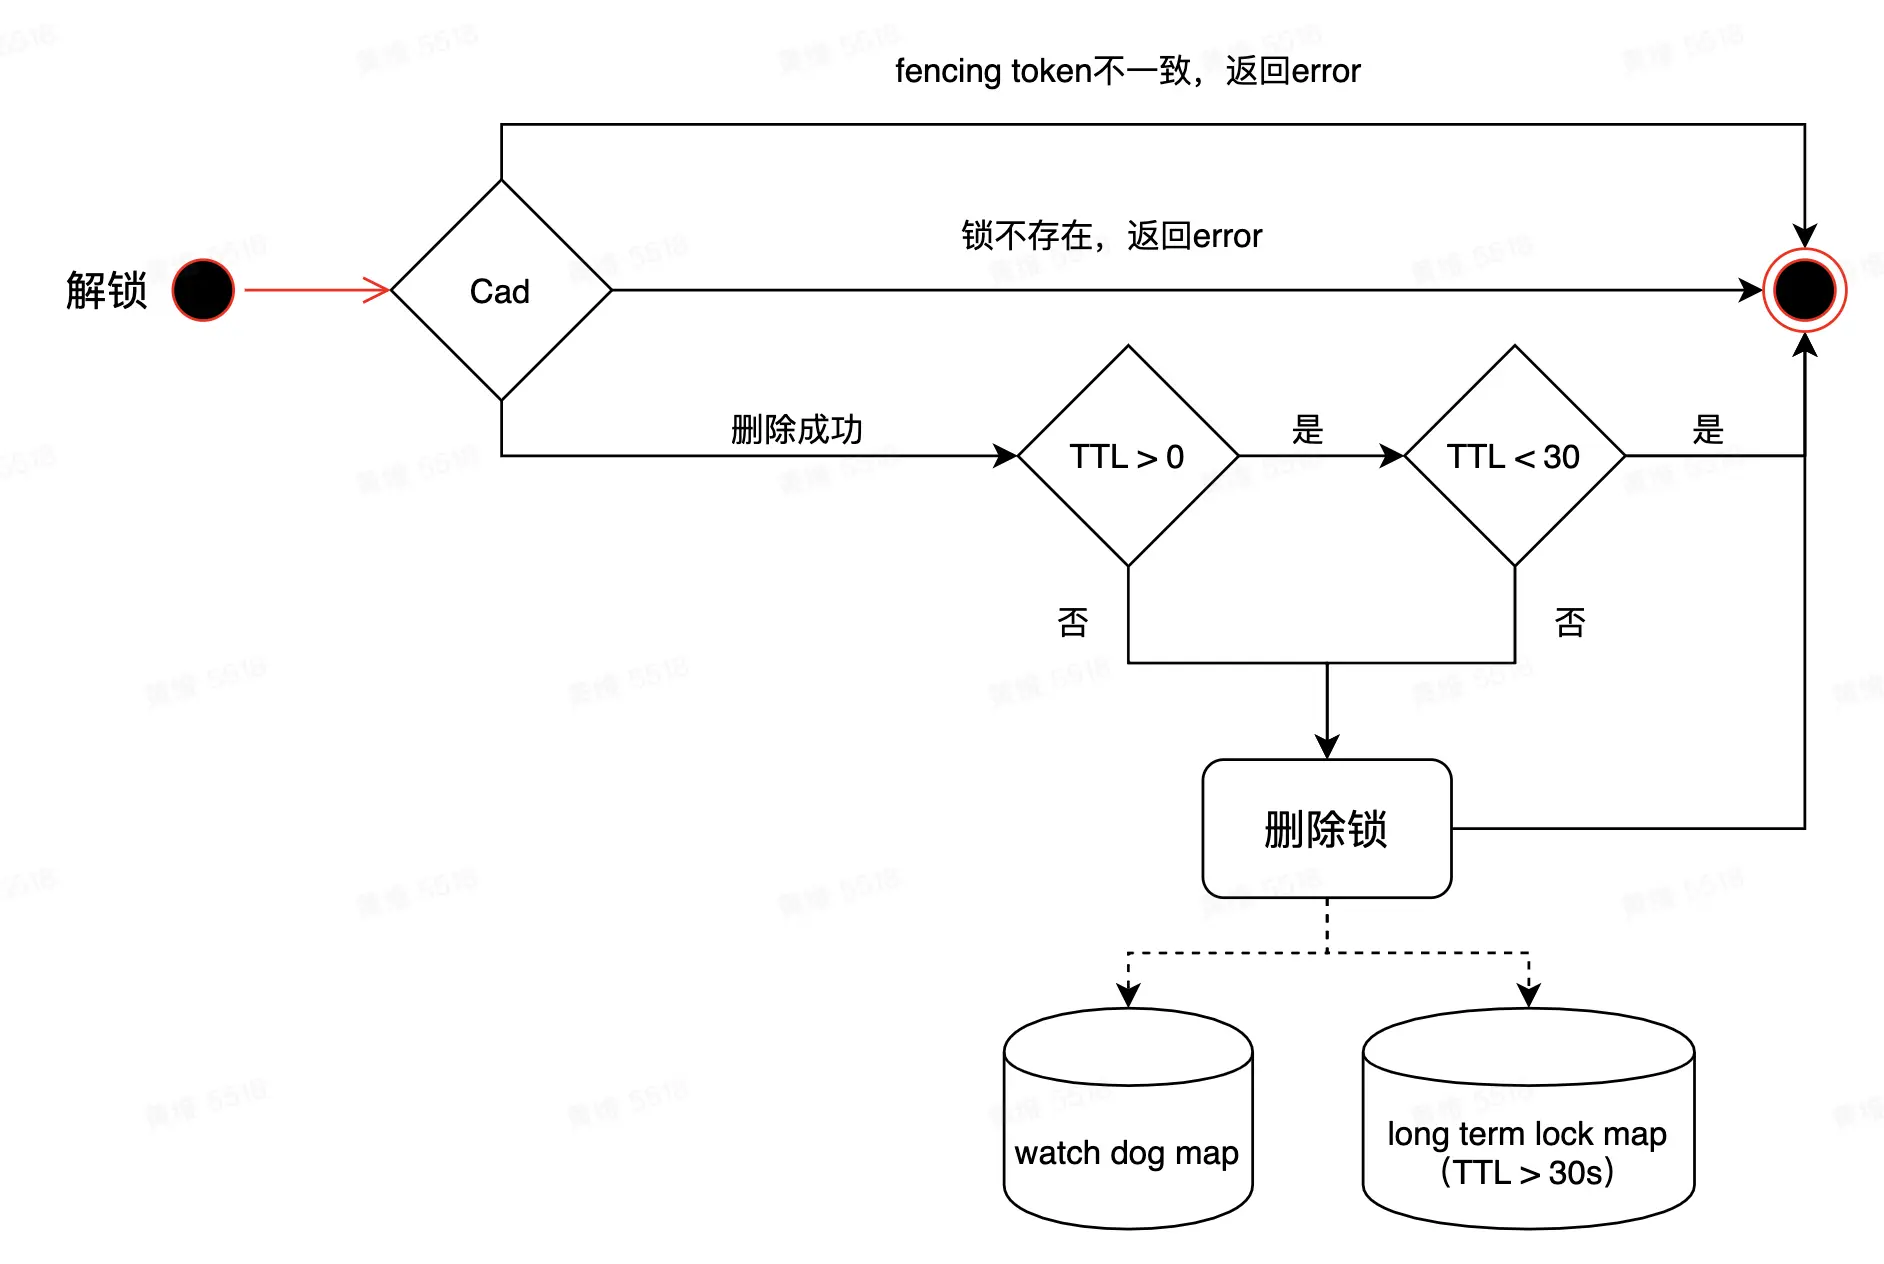 fencing token不一致，返回error
锁不存在，返回error
解锁
Cad
删除成功
TTL > 0
是
TTL < 30
是
否
否
删除锁
watch dog map
long term lock map
（TTL > 30s）